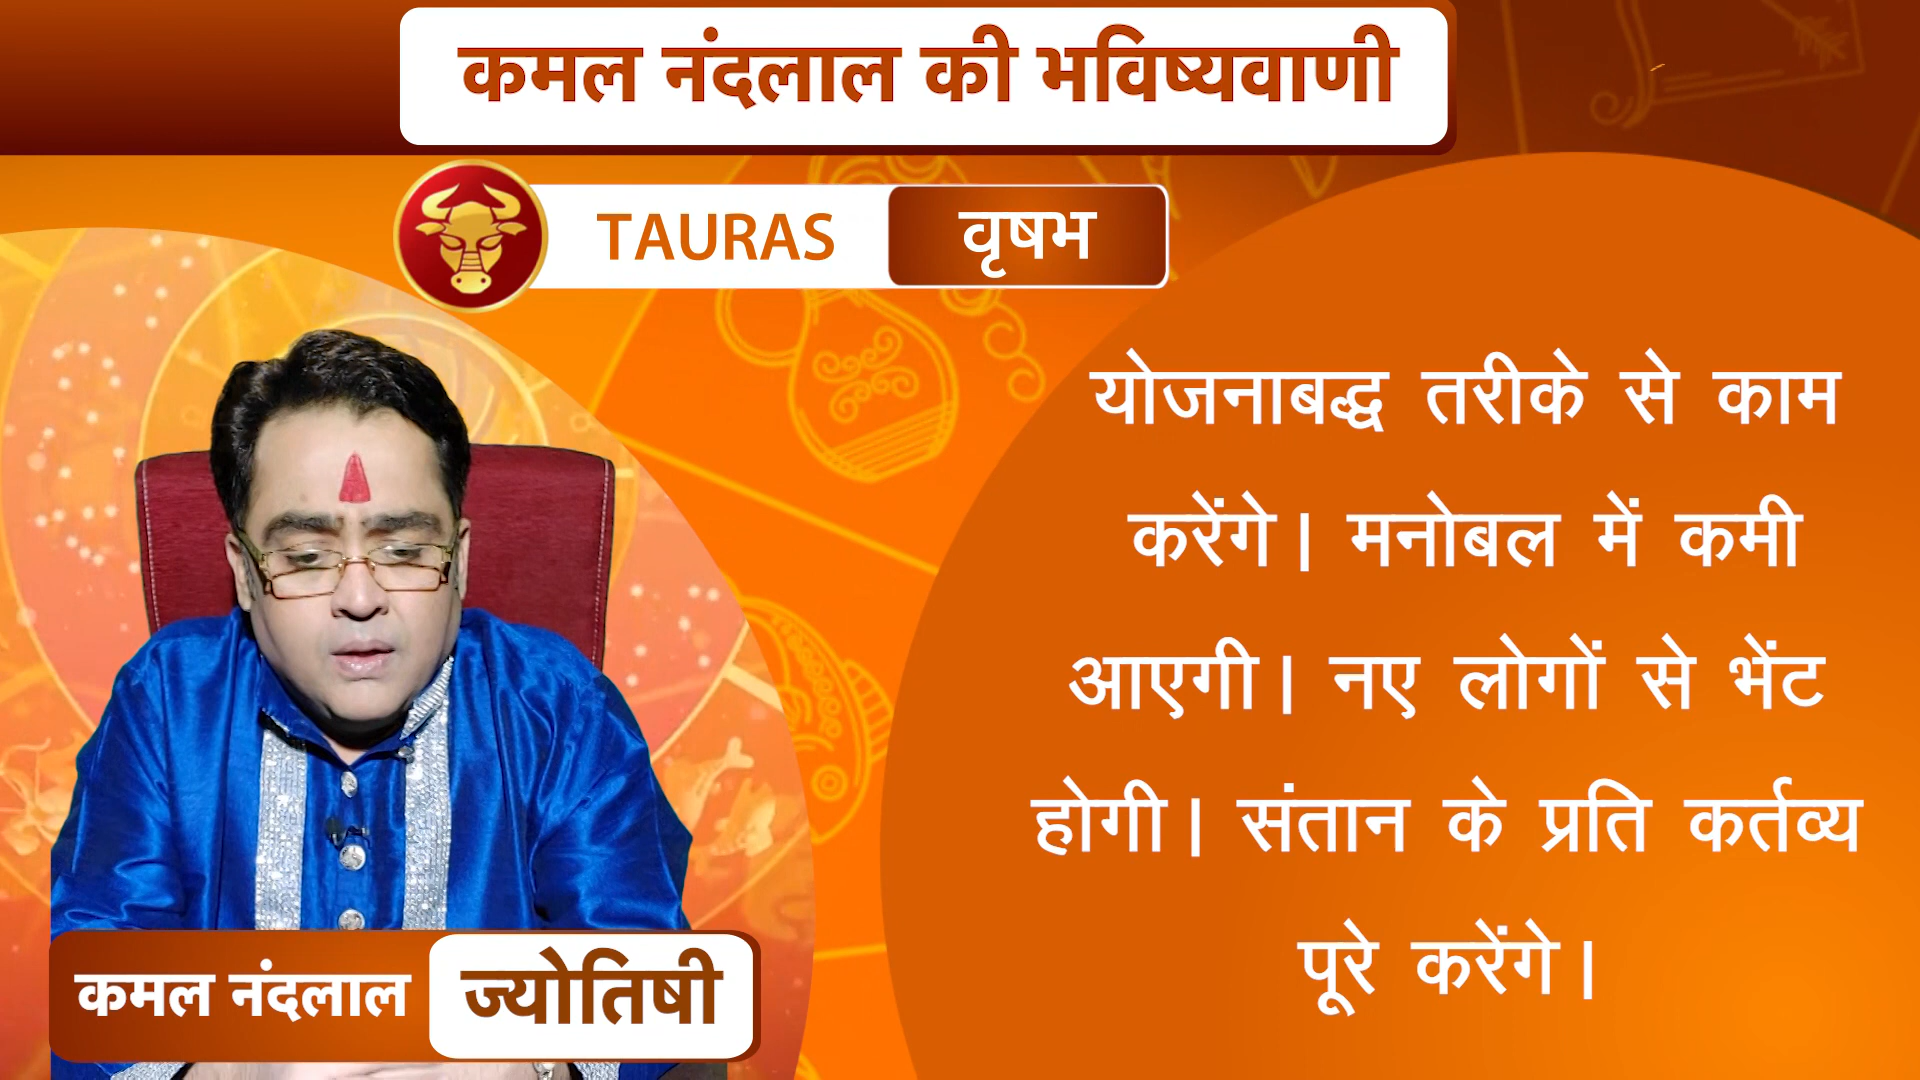 कमल नंदलाल की भविष्यवाणी
TAURAS वृषभ
योजनाबद्ध तरीके से काम
करेंगे। मनोबल में कमी
आएगी। नए लोगों से भेंट
होगी। संतान के प्रति कर्तव्य
पूरे करेंगे।
कमल नंदलाल ज्योतिषी